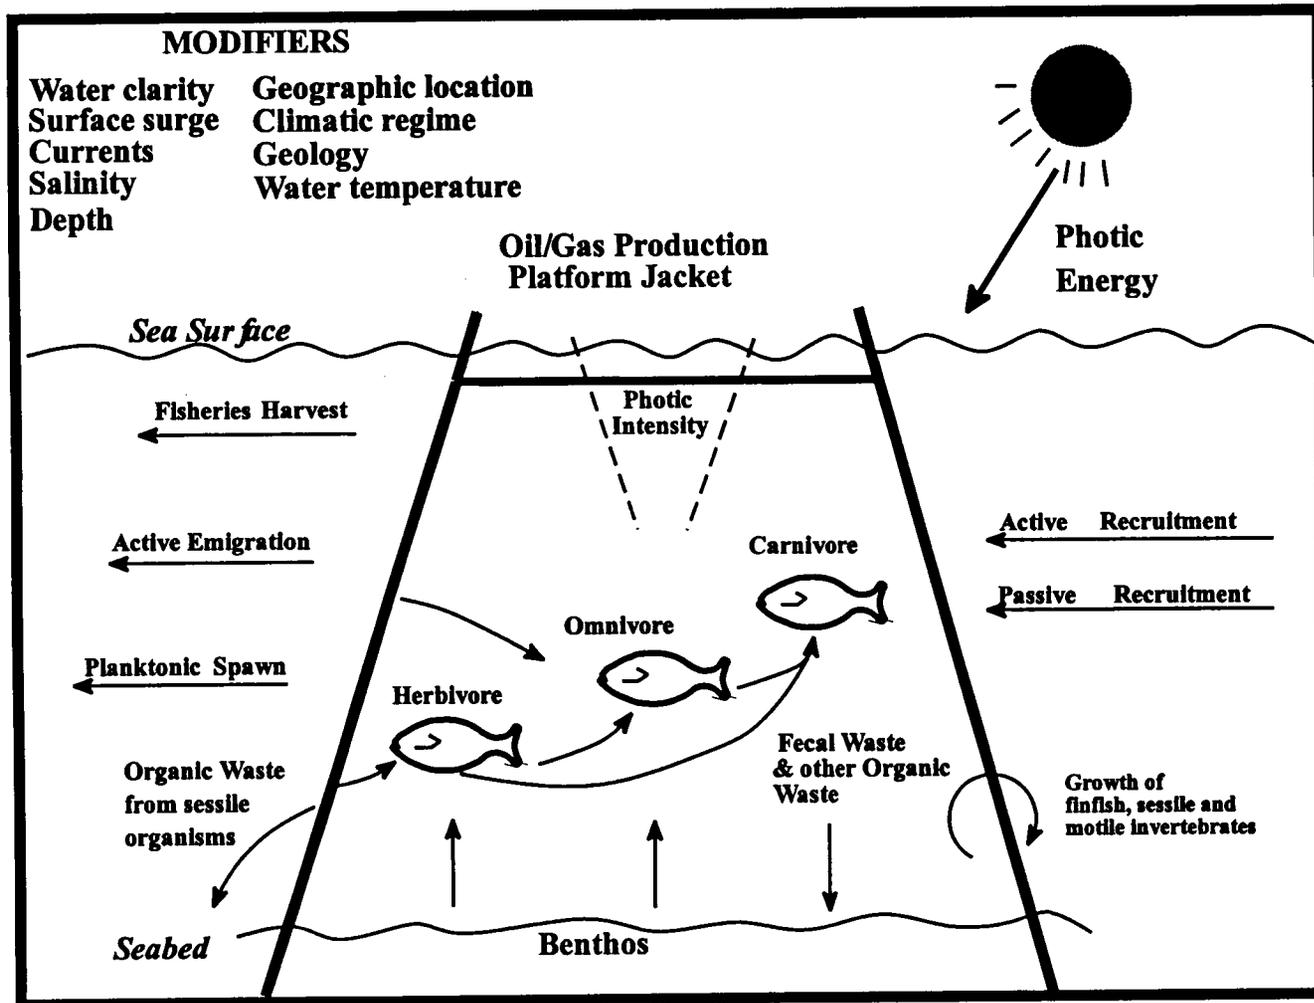 MODIFIERS
Water clarity Geographic location
Surface surge Climatic regime
Currents Geology
Salinity Water temperature
Depth
Oil/Gas Production
Platform Jacket
Photic
Energy
Sea Surface
Fisheries Harvest
Photic
Intensity
Active Emigration
Carnivore
Active Recruitment
Passive Recruitment
Omnivore
Planktonic Spawn
Herbivore
Organic Waste
from sessile
organisms
Fecal Waste
& other Organic
Waste
Growth of
finfish, sessile and
motile invertebrates
Seabed
Benthos